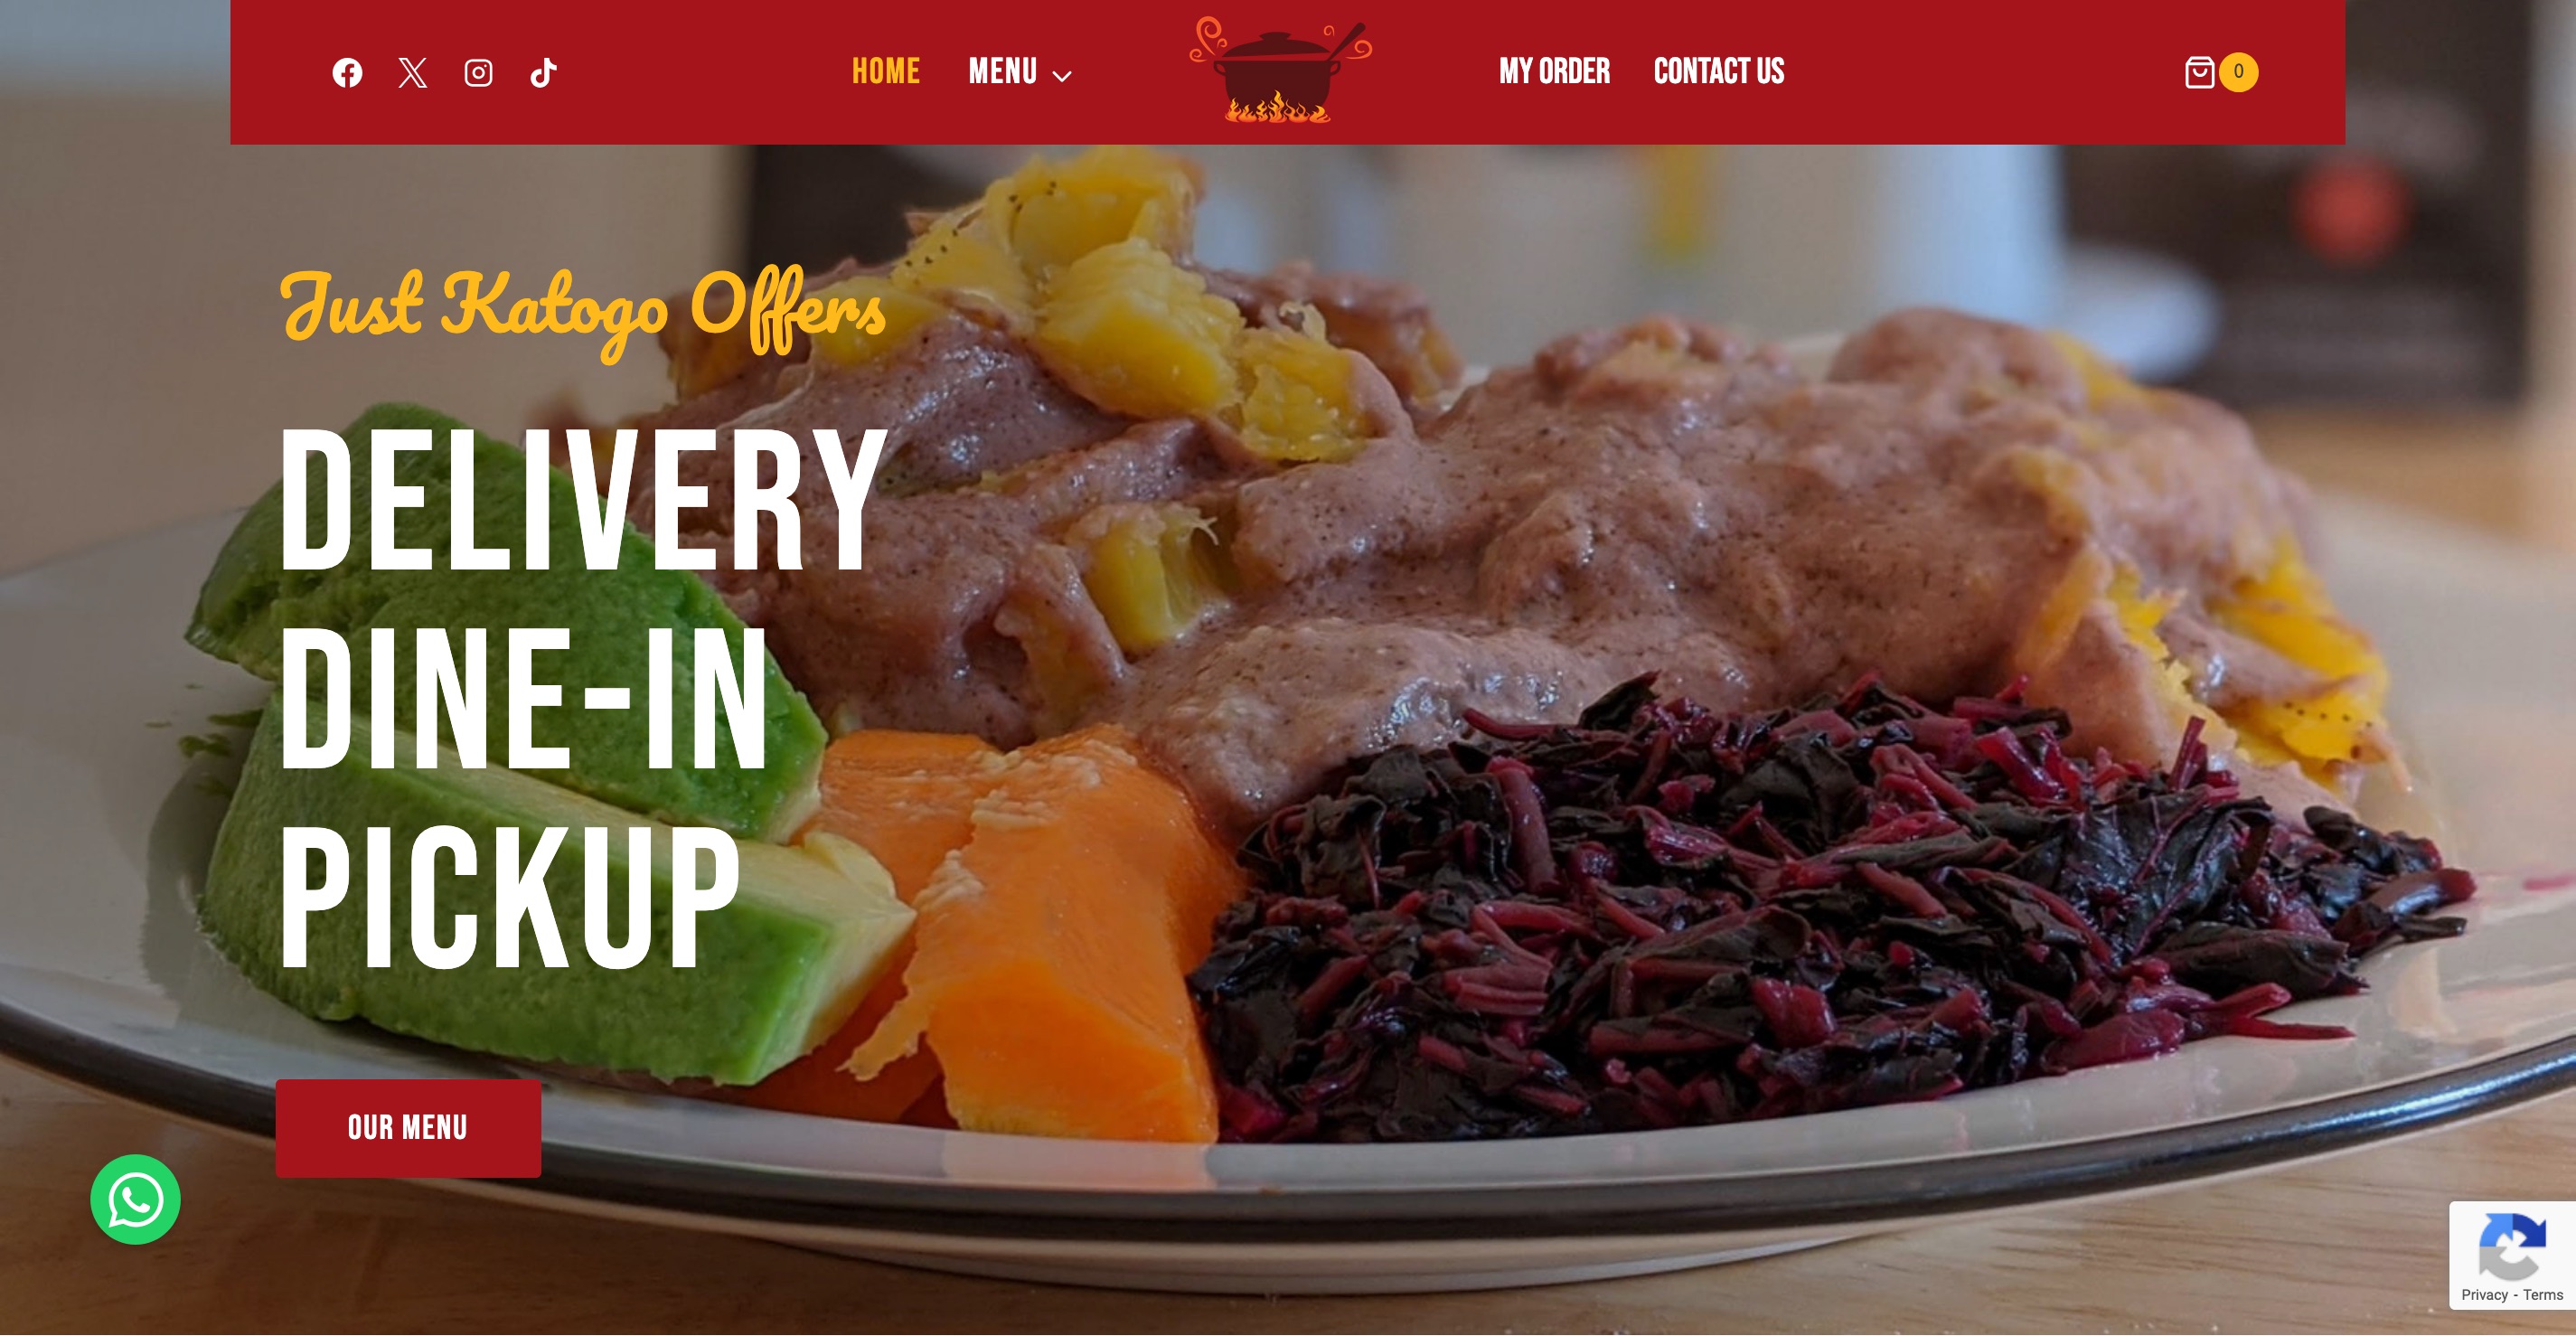 HOME
MENU
MY ORDER
CONTACT US
0
Just Katogo Offers
DELIVERY
DINE-IN
PICKUP
OUR MENU
Privacy - Terms